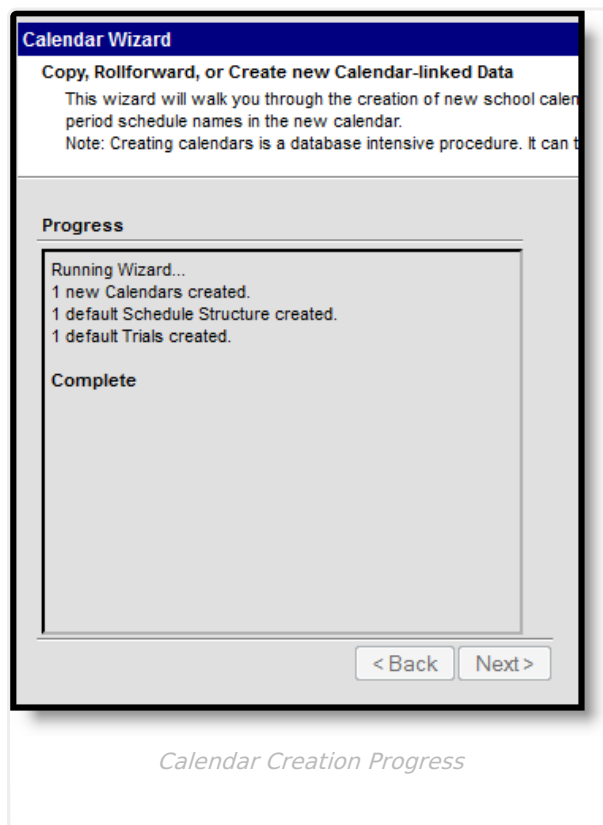 Calendar Wizard
Copy, Rollforward, or Create new Calendar-linked Data
This wizard will walk you through the creation of new school calen
period schedule names in the new calendar.
Note: Creating calendars is a database intensive procedure. It can t
Progress
Running Wizard...
1 new Calendars created.
1 default Schedule Structure created.
1 default Trials created.
Complete
< Back Next >
Calendar Creation Progress